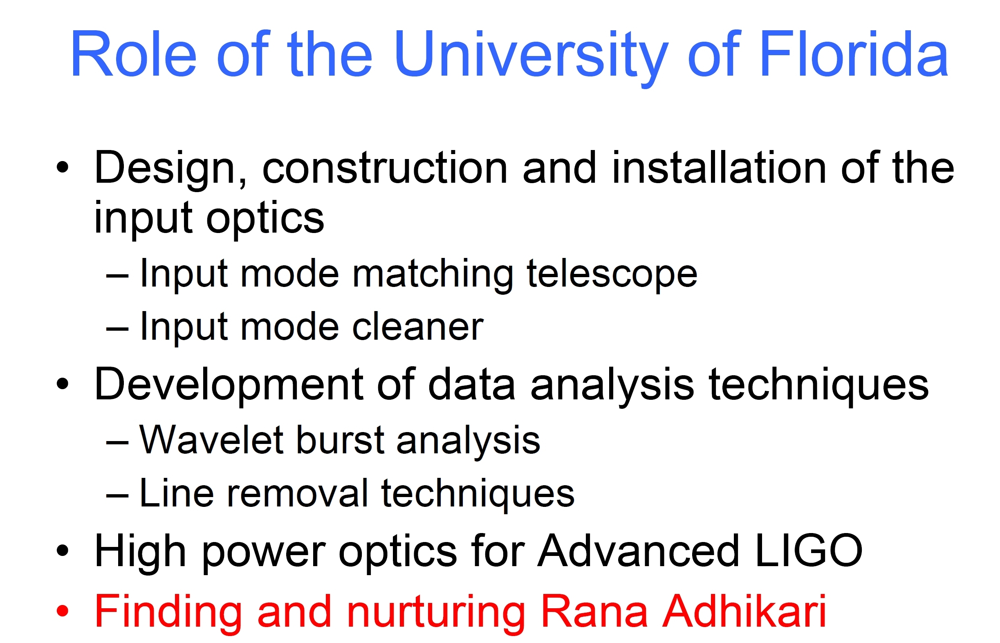 Role of the University of Florida
• Design, construction and installation of the
input optics
– Input mode matching telescope
– Input mode cleaner
• Development of data analysis techniques
– Wavelet burst analysis
– Line removal techniques
• High power optics for Advanced LIGO
• Finding and nurturing Rana Adhikari